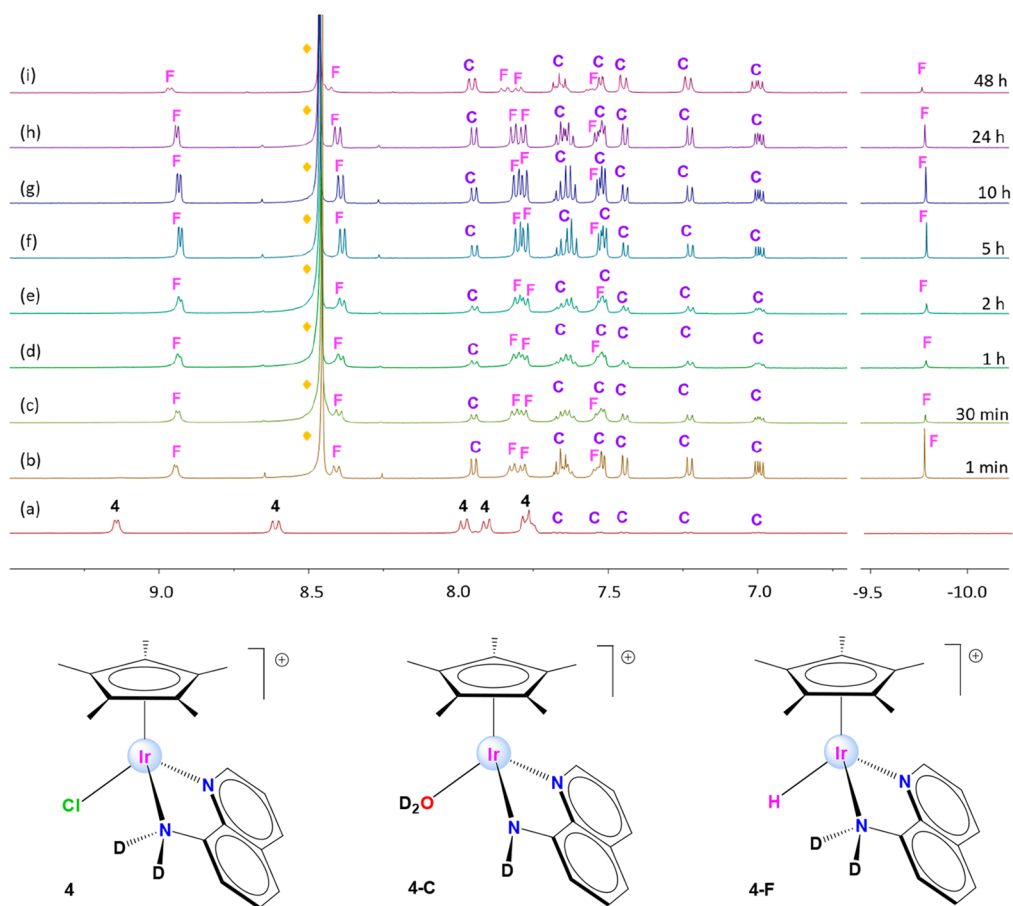 (i) F F C F F C F C C C C F 48 h
(h) F F C F F C F C C C C F 24 h
(g) F F C F F C F C C C C F 10 h
(f) F F C F F C F C C C C F 5 h
(e) F F C F F C C F C C C F 2 h
(d) F F C F F C F C C C C F 1 h
(c) F F C F F C F C C C C F 30 min
(b) F F C F F C F C C C C F 1 min
(a) 4 4 4 4 4 C C C C C
9.0 8.5 8.0 7.5 7.0 -9.5 -10.0
+
Ir
N
Cl
N
D
D
4
+
Ir
N
D2O
N
D
4-C
+
Ir
N
H
N
D
D
4-F